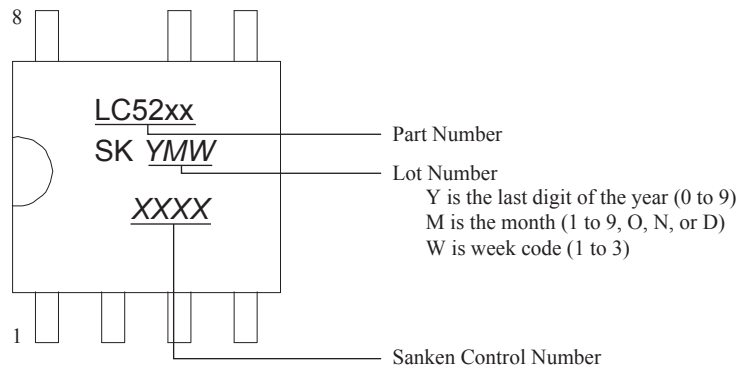 8
LC52xx
SK YMW
XXXX
1
Part Number
Lot Number
Y is the last digit of the year (0 to 9)
M is the month (1 to 9, O, N, or D)
W is week code (1 to 3)
Sanken Control Number